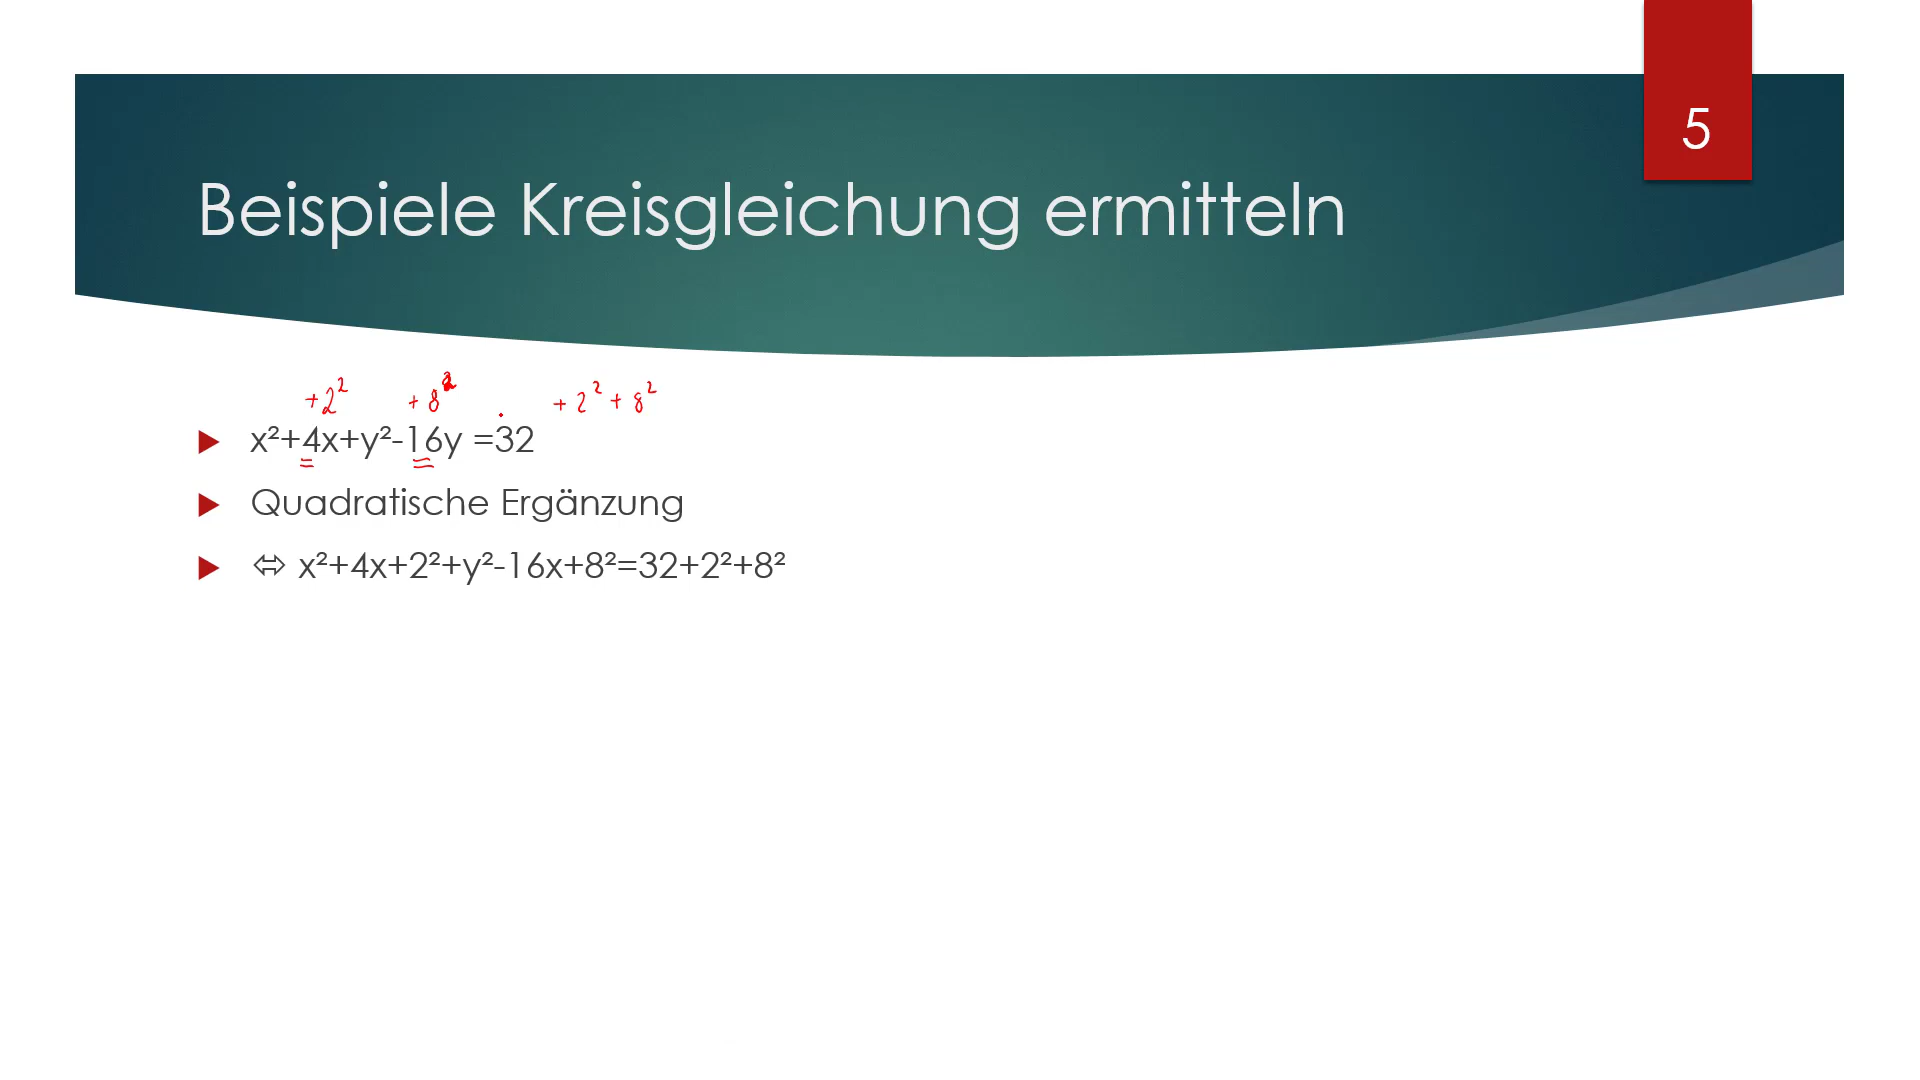 5
Beispiele Kreisgleichung ermitteln
+2² +8² +2²+8²
x²+4x+y²-16y =32
Quadratische Ergänzung
⇔ x²+4x+2²+y²-16x+8²=32+2²+8²